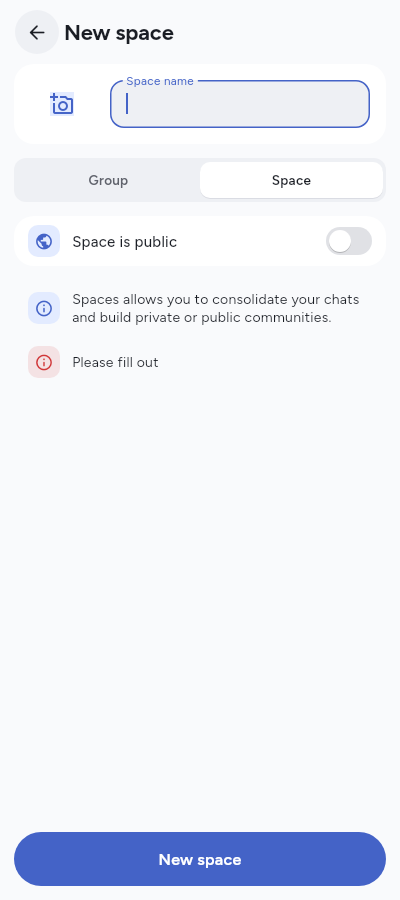 New space
Space name
Group
Space
Space is public
Spaces allows you to consolidate your chats
and build private or public communities.
Please fill out
New space